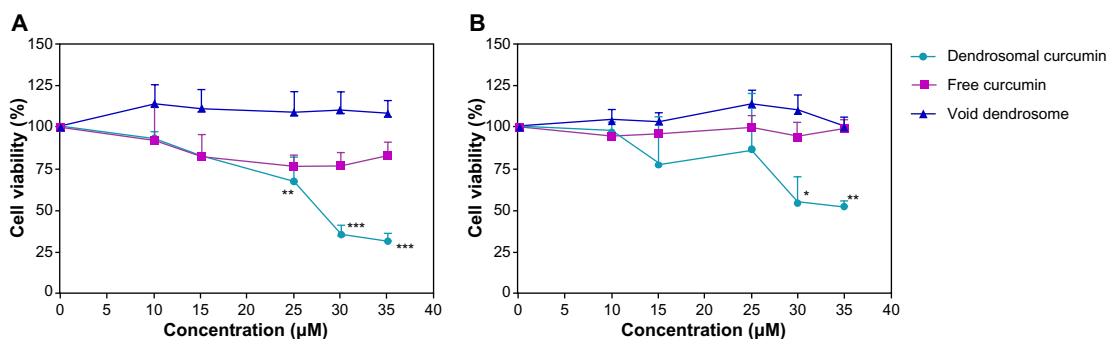 A
150
125
100
75
50
25
0
Cell viability (%)
**
***
***
0 5 10 15 20 25 30 35 40
Concentration (µM)
B
150
125
100
75
50
25
0
Cell viability (%)
*
**
0 5 10 15 20 25 30 35 40
Concentration (µM)
Dendrosomal curcumin
Free curcumin
Void dendrosome